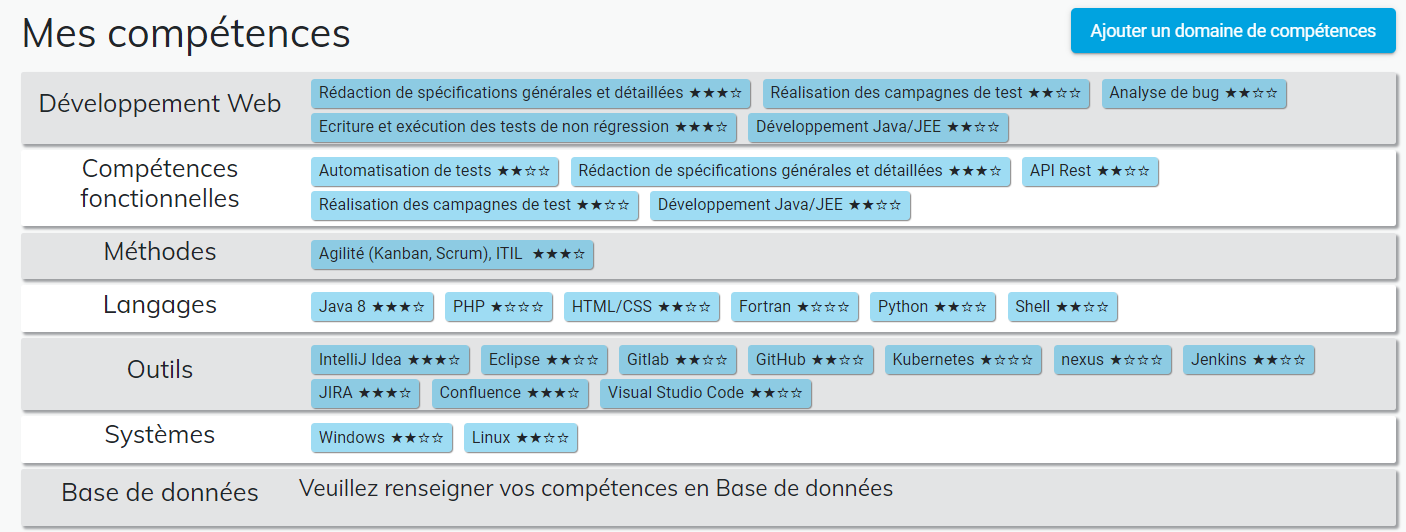 Mes compétences
Ajouter un domaine de compétences
Développement Web
Rédaction de spécifications générales et détaillées ★★★☆ Réalisation des campagnes de test ★★☆☆ Analyse de bug ★★☆☆
Ecriture et exécution des tests de non régression ★★★☆ Développement Java/JEE ★★☆☆
Compétences
fonctionnelles
Automatisation de tests ★★☆☆ Rédaction de spécifications générales et détaillées ★★★☆ API Rest ★★☆☆
Réalisation des campagnes de test ★★☆☆ Développement Java/JEE ★★☆☆
Méthodes
Agilité (Kanban, Scrum), ITIL ★★★☆
Langages
Java 8 ★★★☆ PHP ★☆☆☆ HTML/CSS ★★☆☆ Fortran ★☆☆☆ Python ★★☆☆ Shell ★★☆☆
Outils
IntelliJ Idea ★★★☆ Eclipse ★★☆☆ Gitlab ★★☆☆ GitHub ★★☆☆ Kubernetes ★☆☆☆ nexus ★☆☆☆ Jenkins ★★☆☆
JIRA ★★★☆ Confluence ★★★☆ Visual Studio Code ★★☆☆
Systèmes
Windows ★★☆☆ Linux ★★☆☆
Base de données
Veuillez renseigner vos compétences en Base de données